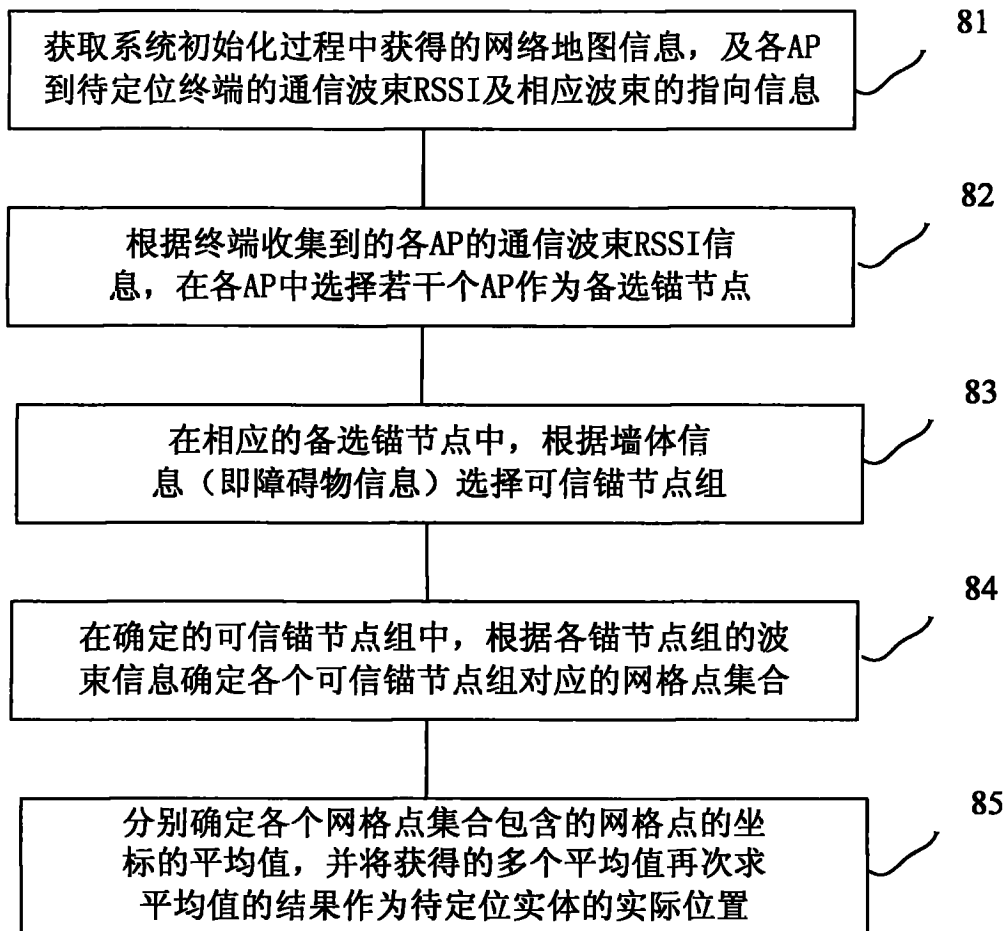 获取系统初始化过程中获得的网络地图信息，及各AP
到待定位终端的通信波束RSSI及相应波束的指向信息
81
根据终端收集到的各AP的通信波束RSSI信
息，在各AP中选择若干个AP作为备选锚节点
82
在相应的备选锚节点中，根据墙体信
息（即障碍物信息）选择可信锚节点组
83
在确定的可信锚节点组中，根据各锚节点组的波
束信息确定各个可信锚节点组对应的网格点集合
84
分别确定各个网格点集合包含的网格点的坐
标的平均值，并将获得的多个平均值再次求
平均值的结果作为待定位实体的实际位置
85